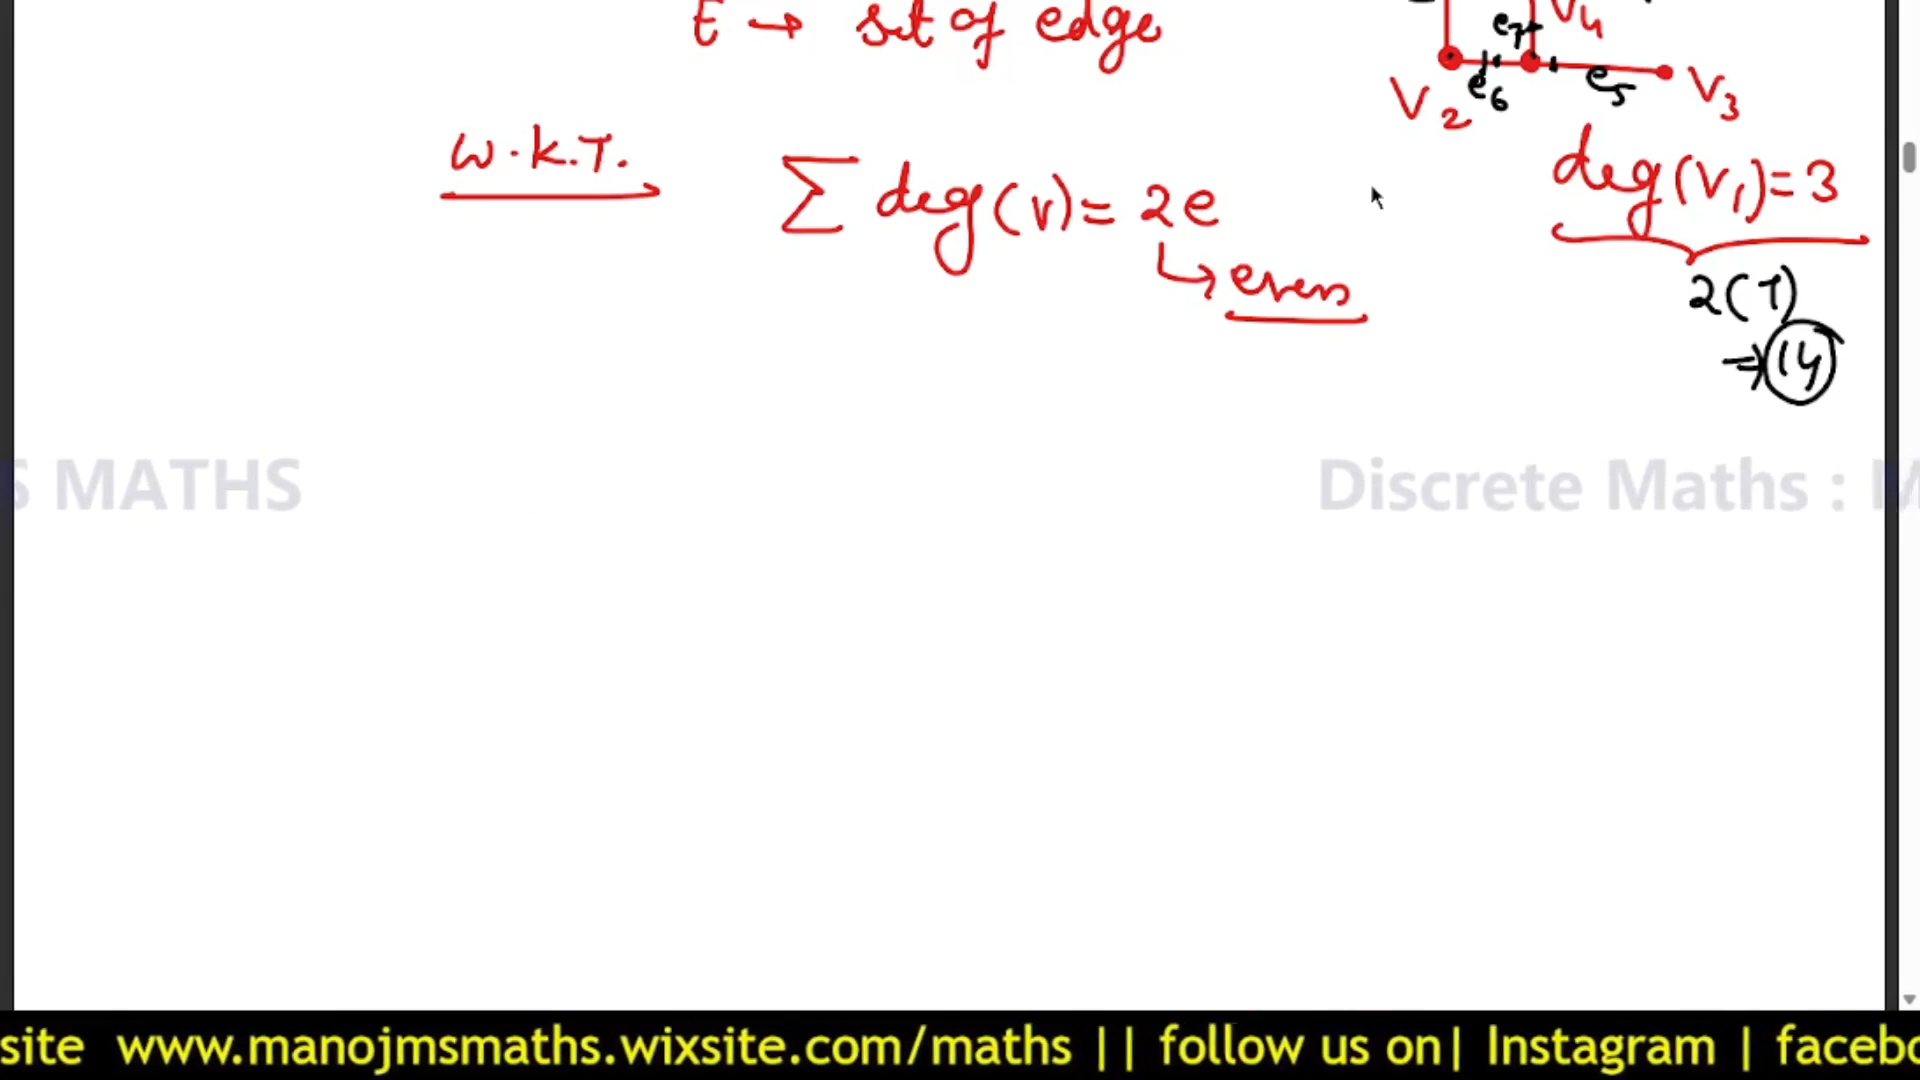 E → set of edge
e7
V4
V2
e6
e5
V3
W.K.T.
∑ deg(v) = 2e
↳ even
deg(V1) = 3
2(7)
⇒ 14
S MATHS
Discrete Maths : M
site www.manojmsmaths.wixsite.com/maths || follow us on| Instagram | facebo